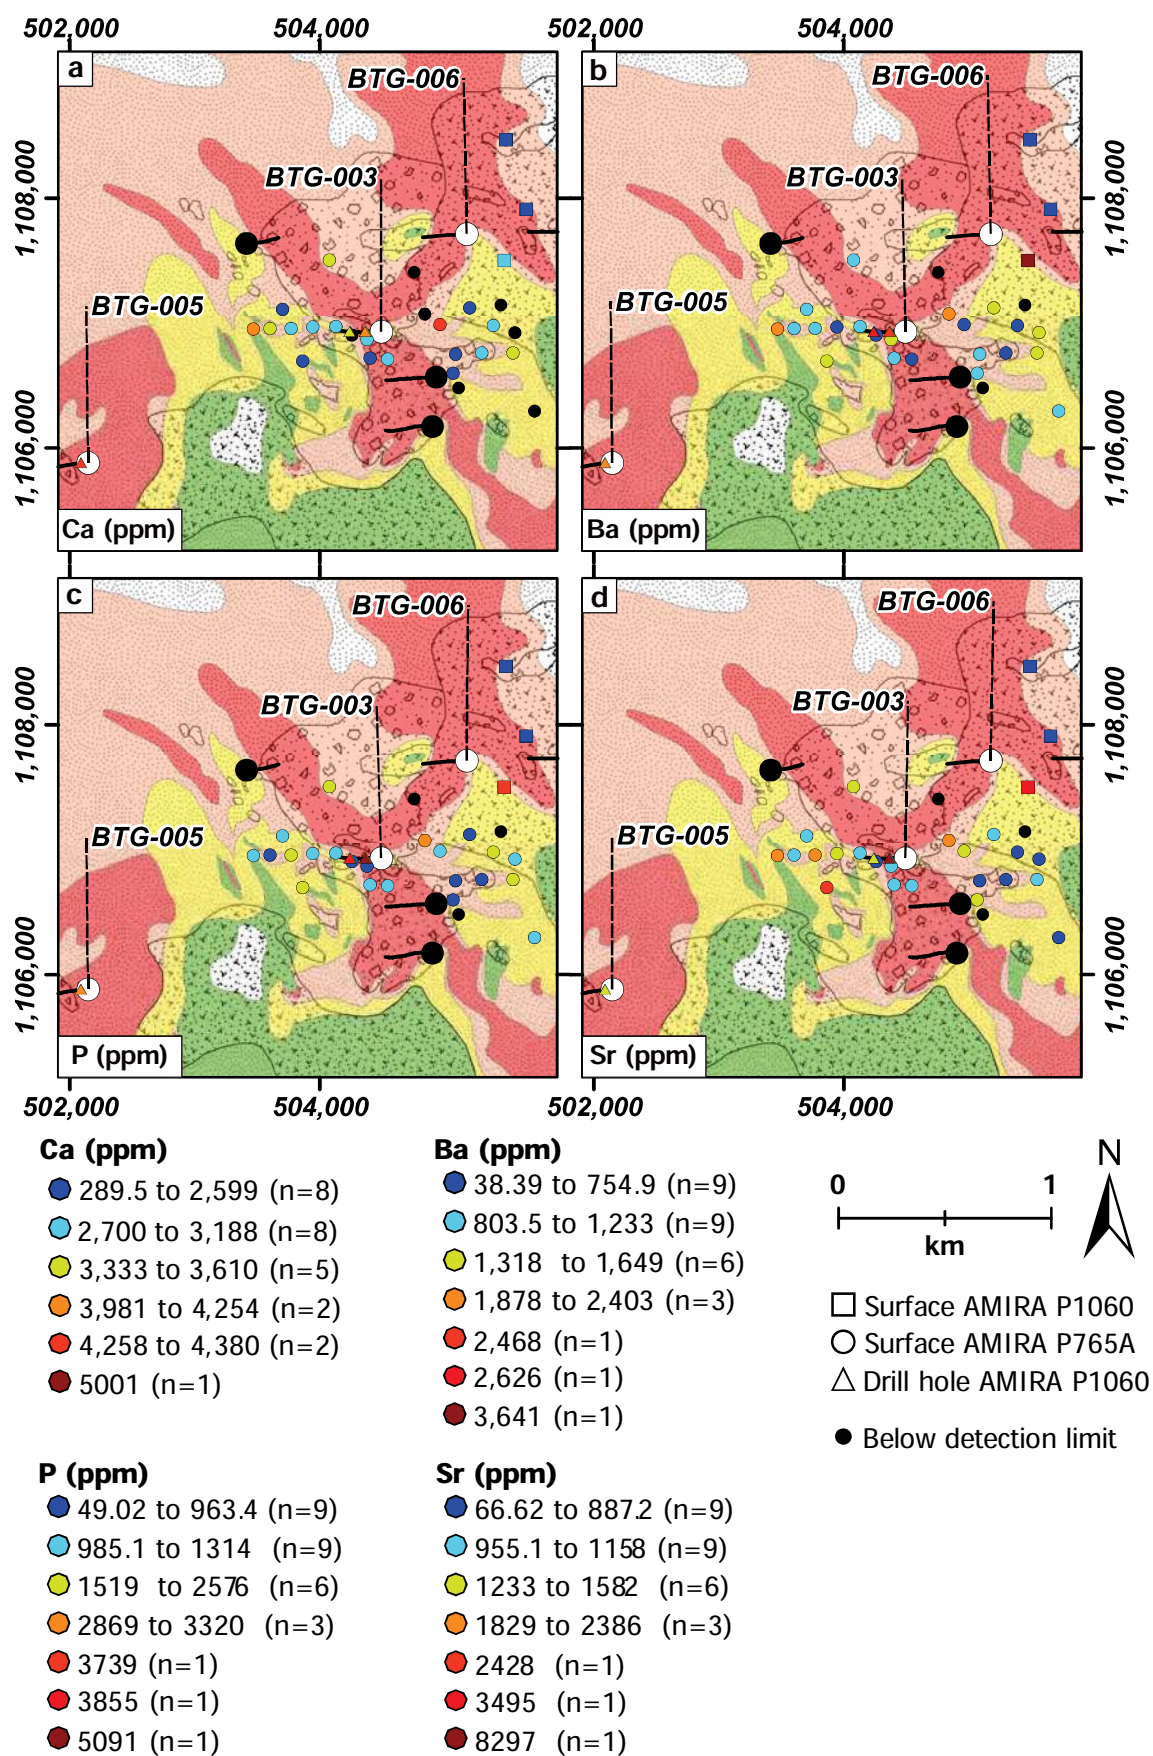 502,000 504,000 502,000 504,000
a BTG-006 b BTG-006
1,108,000 BTG-003 BTG-003 1,108,000
BTG-005 BTG-005
1,106,000 1,106,000
Ca (ppm) Ba (ppm)
c BTG-006 d BTG-006
1,108,000 BTG-003 BTG-003 1,108,000
BTG-005 BTG-005
1,106,000 1,106,000
P (ppm) Sr (ppm)
502,000 504,000 502,000 504,000
Ca (ppm)
289.5 to 2,599 (n=8)
2,700 to 3,188 (n=8)
3,333 to 3,610 (n=5)
3,981 to 4,254 (n=2)
4,258 to 4,380 (n=2)
5001 (n=1)
Ba (ppm)
38.39 to 754.9 (n=9)
803.5 to 1,233 (n=9)
1,318 to 1,649 (n=6)
1,878 to 2,403 (n=3)
2,468 (n=1)
2,626 (n=1)
3,641 (n=1)
0 1
km
N
Surface AMIRA P1060
Surface AMIRA P765A
Drill hole AMIRA P1060
Below detection limit
P (ppm)
49.02 to 963.4 (n=9)
985.1 to 1314 (n=9)
1519 to 2576 (n=6)
2869 to 3320 (n=3)
3739 (n=1)
3855 (n=1)
5091 (n=1)
Sr (ppm)
66.62 to 887.2 (n=9)
955.1 to 1158 (n=9)
1233 to 1582 (n=6)
1829 to 2386 (n=3)
2428 (n=1)
3495 (n=1)
8297 (n=1)